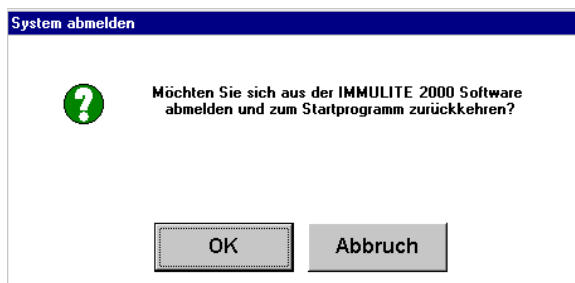 System abmelden
Möchten Sie sich aus der IMMULITE 2000 Software
abmelden und zum Startprogramm zurückkehren?
OK
Abbruch